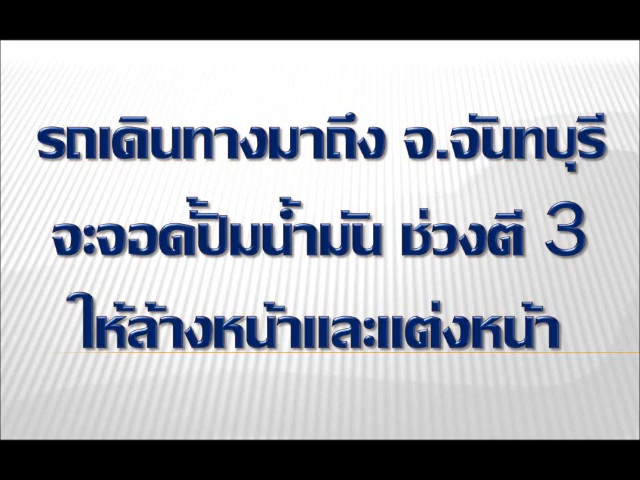 รถเดินทางมาถึง จ.จันทบุรี
จะจอดปั้มน้ำมัน ช่วงตี 3
ให้ล้างหน้าและแต่งหน้า